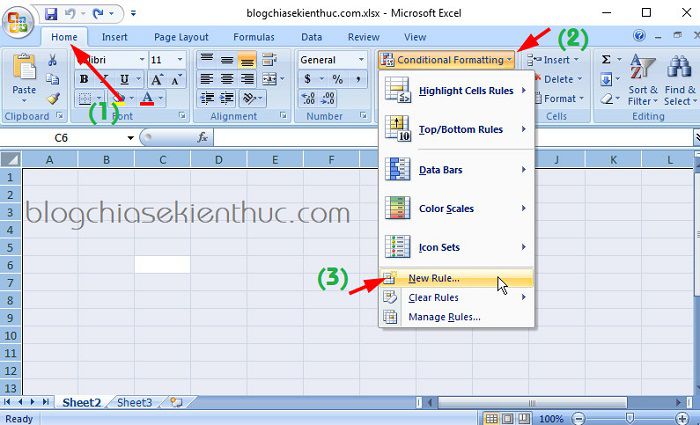 blogchiasekienthuc.com.xlsx - Microsoft Excel
(2)
Home Insert Page Layout Formulas Data Review View
Calibri 11 General Conditional Formatting Insert
Paste B I U $ % , Delete Sort & Filter Find & Select
A A Format
(1)
Clipboard Font Alignment Number Cells Editing
C6 fx
Highlight Cells Rules
Top/Bottom Rules
10
Data Bars
Color Scales
Icon Sets
New Rule...
Clear Rules
Manage Rules...
(3)
A B C D E F J K L
1
2
3
blogchiasekienthuc.com
4
5
6
7
8
9
10
11
12
13
Sheet2 Sheet3
Ready 100%